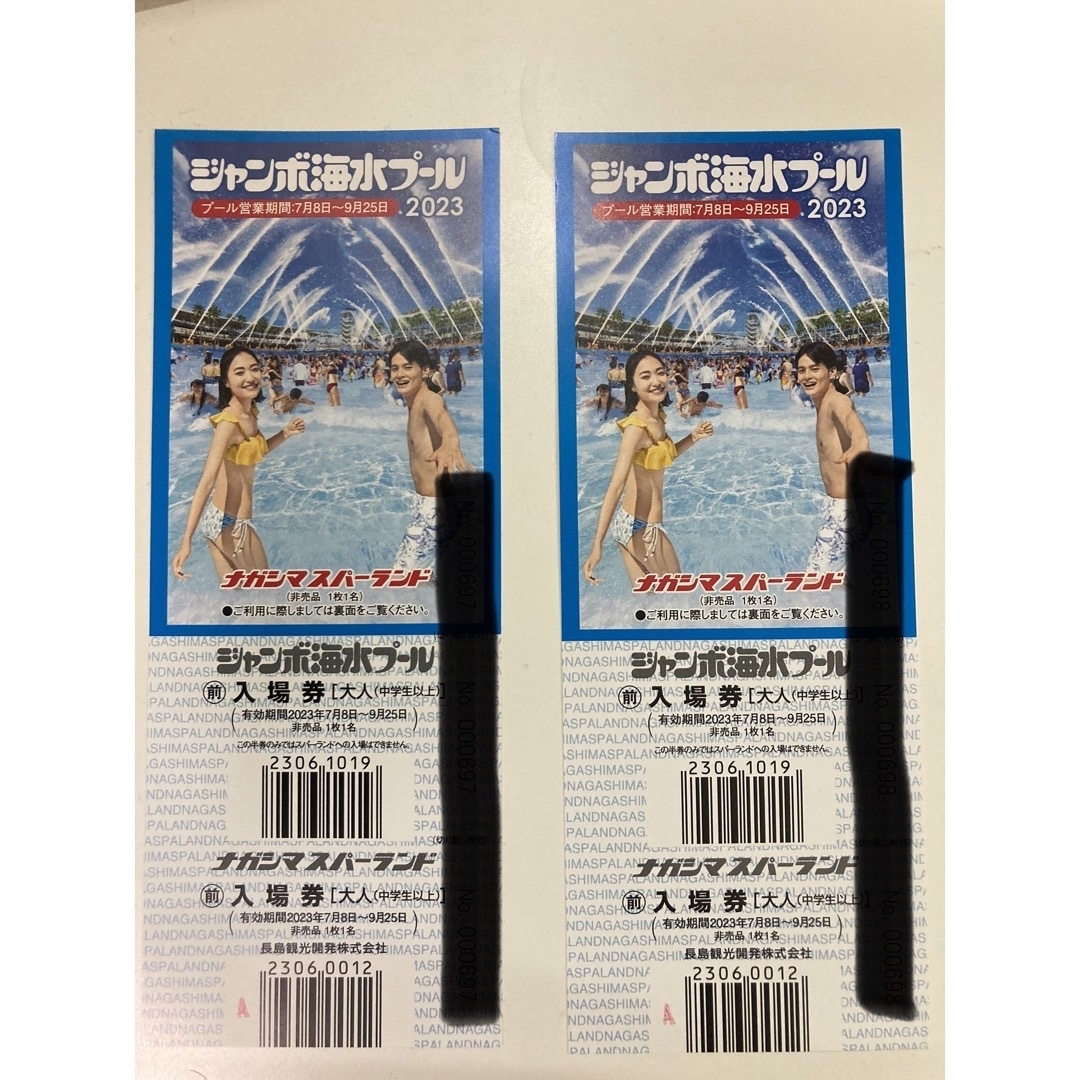 ジャンボ海水プール
プール営業期間:7月8日〜9月25日 2023
ナガシマスパーランド
(非売品 1枚1名)
●ご利用に際しましては裏面をご覧ください。
ジャンボ海水プール
前 入場券[大人(中学生以上)]
(有効期間2023年7月8日〜9月25日)
非売品 1枚1名
この半券のみではスパーランドへの入場はできません。
2306 1019
ナガシマスパーランド
前 入場券[大人(中学生以上)]
(有効期間2023年7月8日〜9月25日)
非売品 1枚1名
長島観光開発株式会社
2306 0012
A
ジャンボ海水プール
プール営業期間:7月8日〜9月25日 2023
ナガシマスパーランド
(非売品 1枚1名)
●ご利用に際しましては裏面をご覧ください。
ジャンボ海水プール
前 入場券[大人(中学生以上)]
(有効期間2023年7月8日〜9月25日)
非売品 1枚1名
この半券のみではスパーランドへの入場はできません。
2306 1019
ナガシマスパーランド
前 入場券[大人(中学生以上)]
(有効期間2023年7月8日〜9月25日)
非売品 1枚1名
長島観光開発株式会社
2306 0012
A